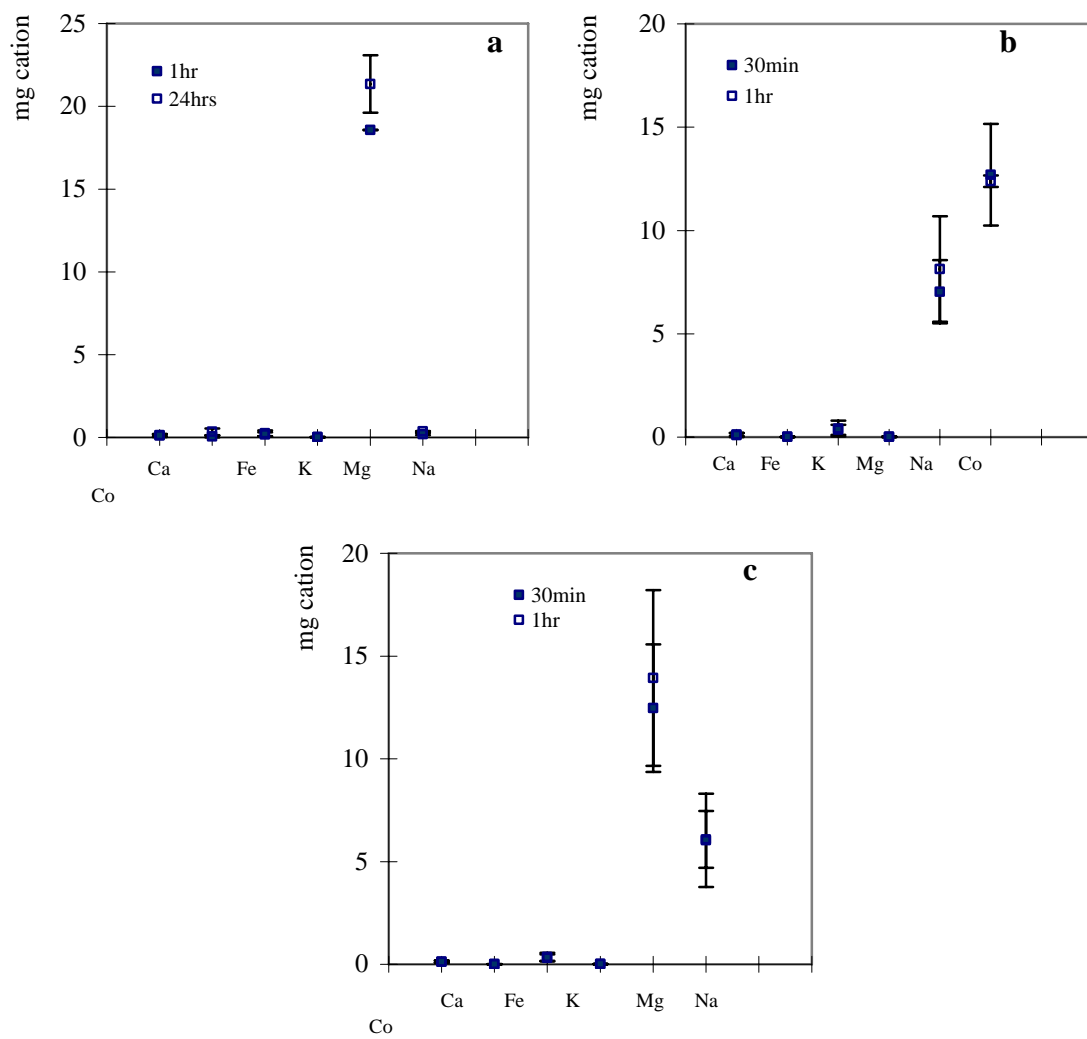 a
mg cation
25
20
15
10
5
0
1hr
24hrs
Ca Fe K Mg Na
Co
b
mg cation
20
15
10
5
0
30min
1hr
Ca Fe K Mg Na Co
c
mg cation
20
15
10
5
0
30min
1hr
Ca Fe K Mg Na
Co